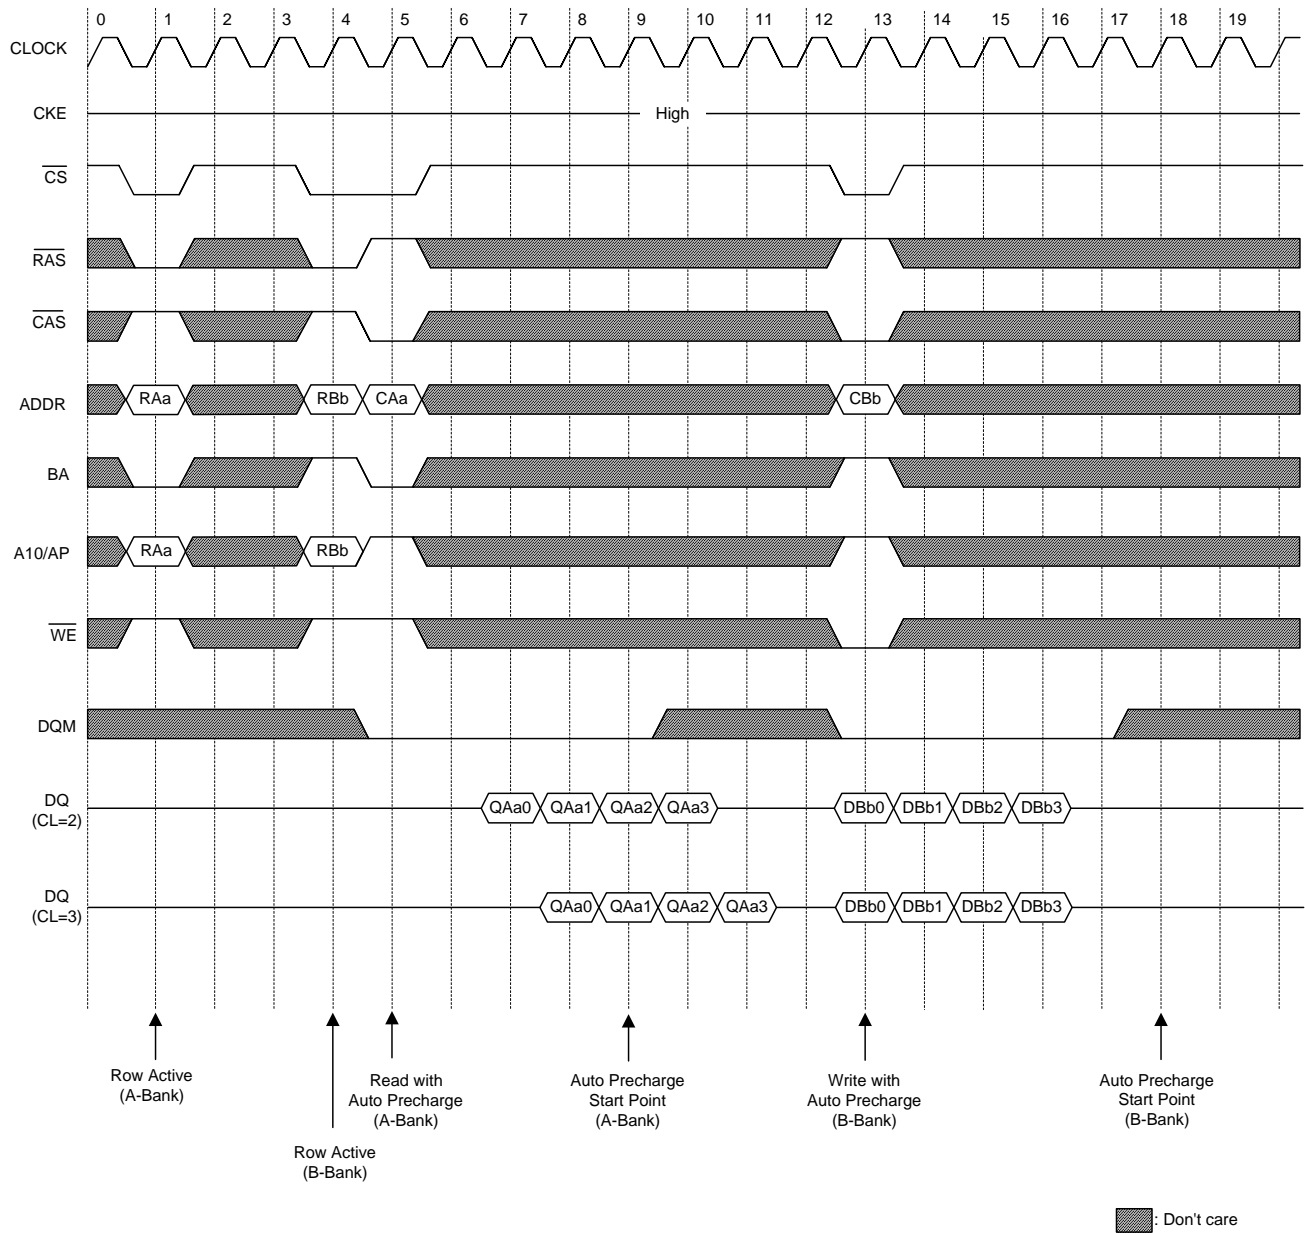 0 1 2 3 4 5 6 7 8 9 10 11 12 13 14 15 16 17 18 19
CLOCK
CKE High
CS
RAS
CAS
ADDR RAa RBb CAa CBb
BA
A10/AP RAa RBb
WE
DQM
DQ
(CL=2)
QAa0 QAa1 QAa2 QAa3 DBb0 DBb1 DBb2 DBb3
DQ
(CL=3)
QAa0 QAa1 QAa2 QAa3 DBb0 DBb1 DBb2 DBb3
Row Active
(A-Bank)
Row Active
(B-Bank)
Read with
Auto Precharge
(A-Bank)
Auto Precharge
Start Point
(A-Bank)
Write with
Auto Precharge
(B-Bank)
Auto Precharge
Start Point
(B-Bank)
: Don't care